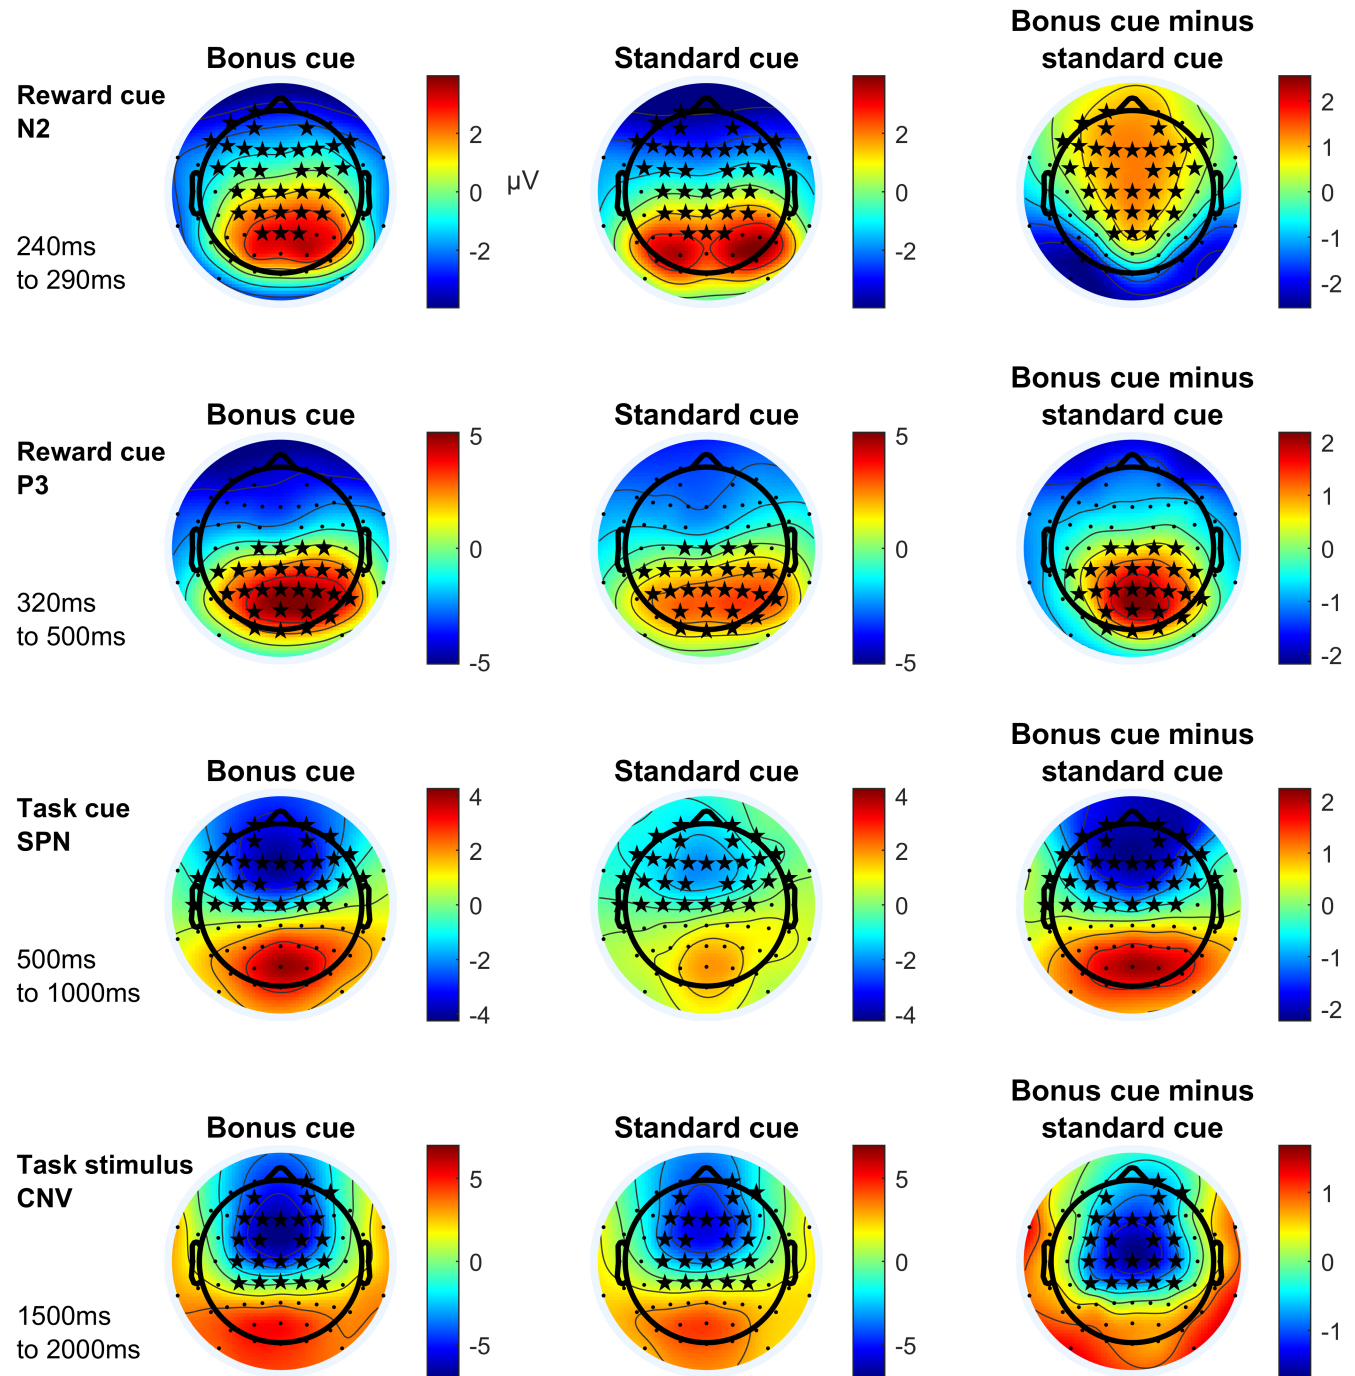 Bonus cue minus
Bonus cue
Standard cue
standard cue
Reward cue
N2
240ms
to 290ms
2
0
-2
µV
2
0
-2
2
1
0
-1
-2
Bonus cue minus
Bonus cue
Standard cue
standard cue
Reward cue
P3
320ms
to 500ms
5
0
-5
5
0
-5
2
1
0
-1
-2
Bonus cue minus
Bonus cue
Standard cue
standard cue
Task cue
SPN
500ms
to 1000ms
4
2
0
-2
-4
4
2
0
-2
-4
2
1
0
-1
-2
Bonus cue minus
Bonus cue
Standard cue
standard cue
Task stimulus
CNV
1500ms
to 2000ms
5
0
-5
5
0
-5
1
0
-1